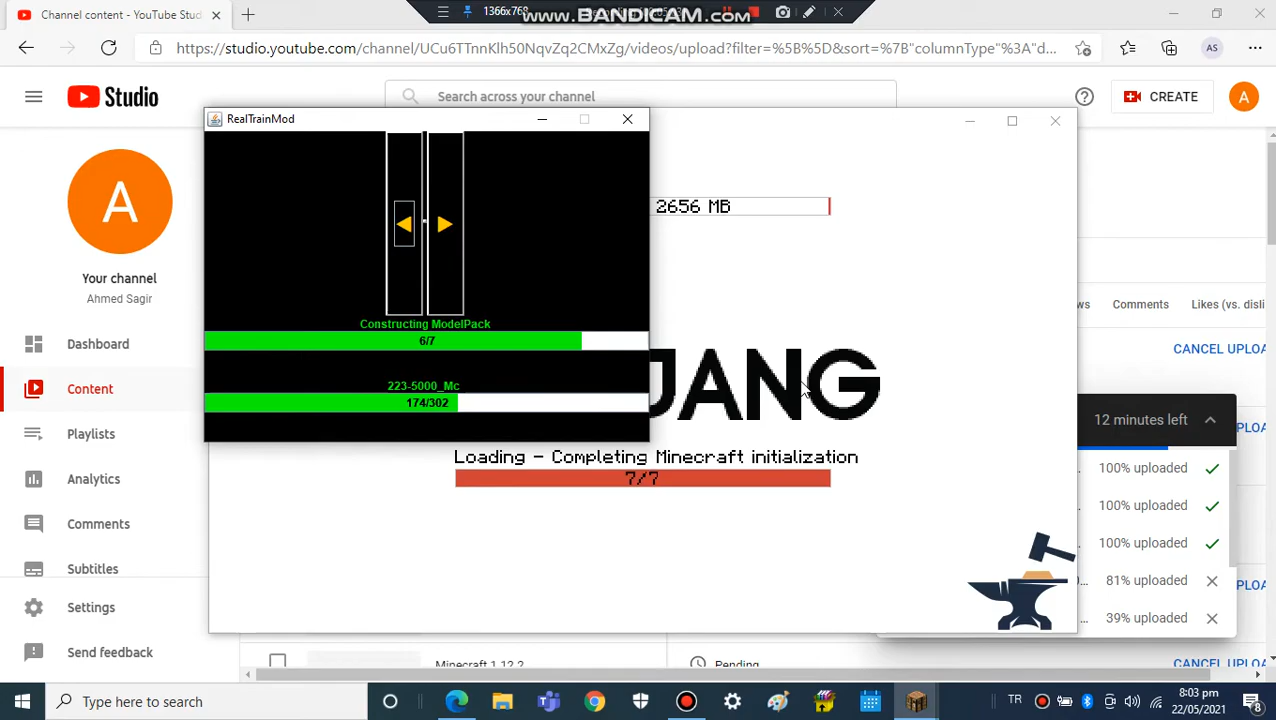 Channel content - YouTube Studio
1366x768
www.BANDICAM.com
https://studio.youtube.com/channel/UCu6TTnnKlh50NqvZq2CMxZg/videos/upload?filter=%5B%5D&sort=%7B"columnType"%3A"d...
AS
Studio
Search across your channel
CREATE
A
RealTrainMod
A
2656 MB
Your channel
Ahmed Sagir
Comments
Likes (vs. disli
Constructing ModelPack
6/7
Dashboard
CANCEL UPLOA
Content
223-5000_Mc
174/302
JANG
12 minutes left
Playlists
Loading - Completing Minecraft initialization
7/7
Analytics
100% uploaded
100% uploaded
Comments
100% uploaded
Subtitles
81% uploaded
Settings
39% uploaded
Send feedback
Minecraft 1.12.2
Pending
CANCEL UPLOA
Type here to search
TR
8:03 pm
22/05/2021
8